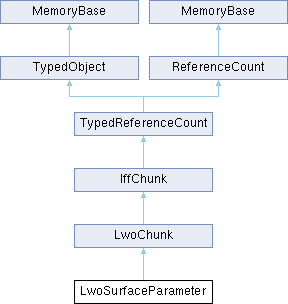 MemoryBase MemoryBase
TypedObject ReferenceCount
TypedReferenceCount
IffChunk
LwoChunk
LwoSurfaceParameter